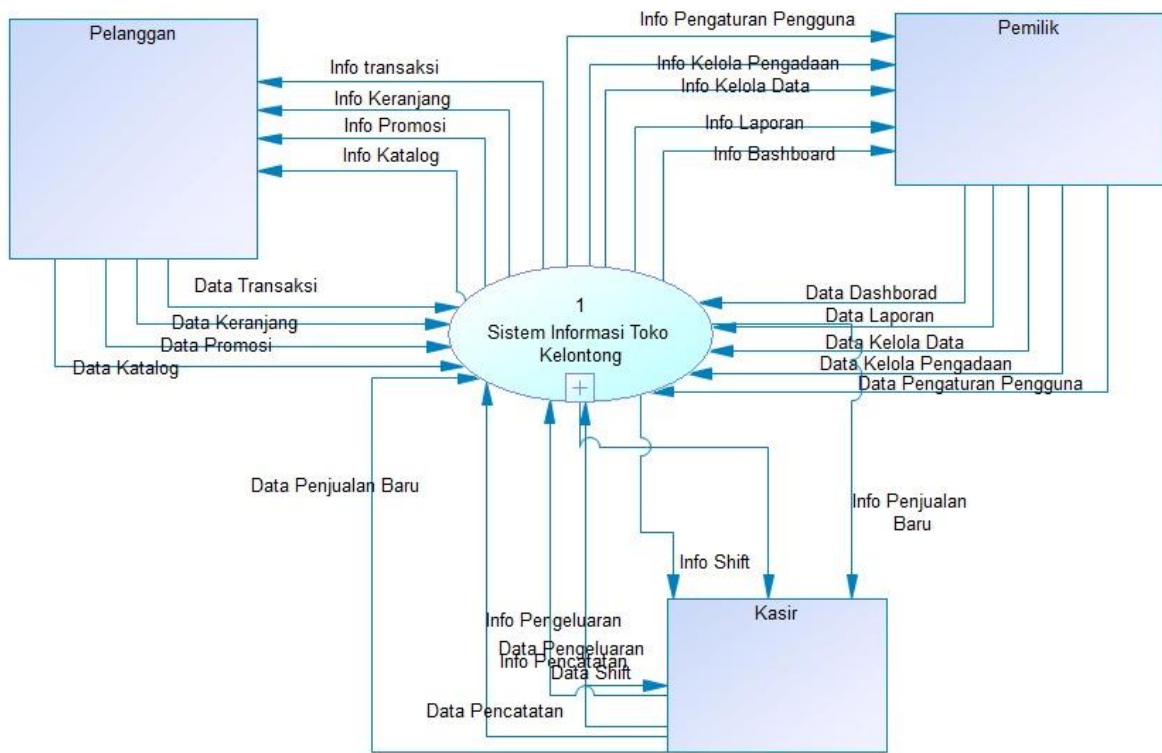 Pelanggan
Info transaksi
Info Keranjang
Info Promosi
Info Katalog
Info Pengaturan Pengguna
Info Kelola Pengadaan
Info Kelola Data
Info Laporan
Info Bashboard
Pemilik
Data Transaksi
Data Keranjang
Data Promosi
Data Katalog
1
Sistem Informasi Toko
Kelontong
Data Dashborad
Data Laporan
Data Kelola Data
Data Kelola Pengadaan
Data Pengaturan Pengguna
Data Penjualan Baru
Info Penjualan
Baru
Info Shift
Kasir
Info Pengeluaran
Data Pengeluaran
Info Pencatatan
Data Shift
Data Pencatatan